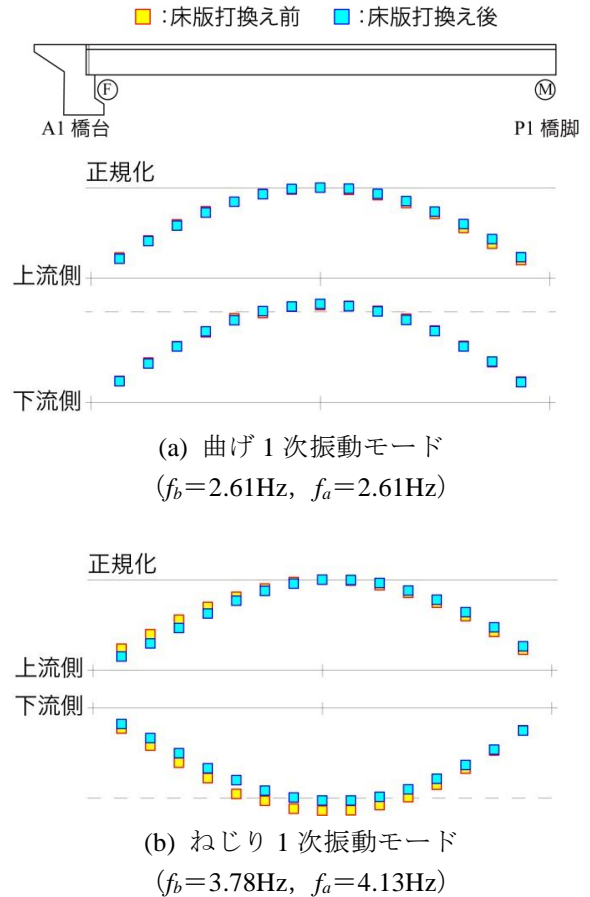 :床版打換え前 :床版打換え後
F M
A1 橋台 P1 橋脚
正規化
上流側
下流側
(a) 曲げ 1 次振動モード
(fb=2.61Hz, fa=2.61Hz)
正規化
上流側
下流側
(b) ねじり 1 次振動モード
(fb=3.78Hz, fa=4.13Hz)